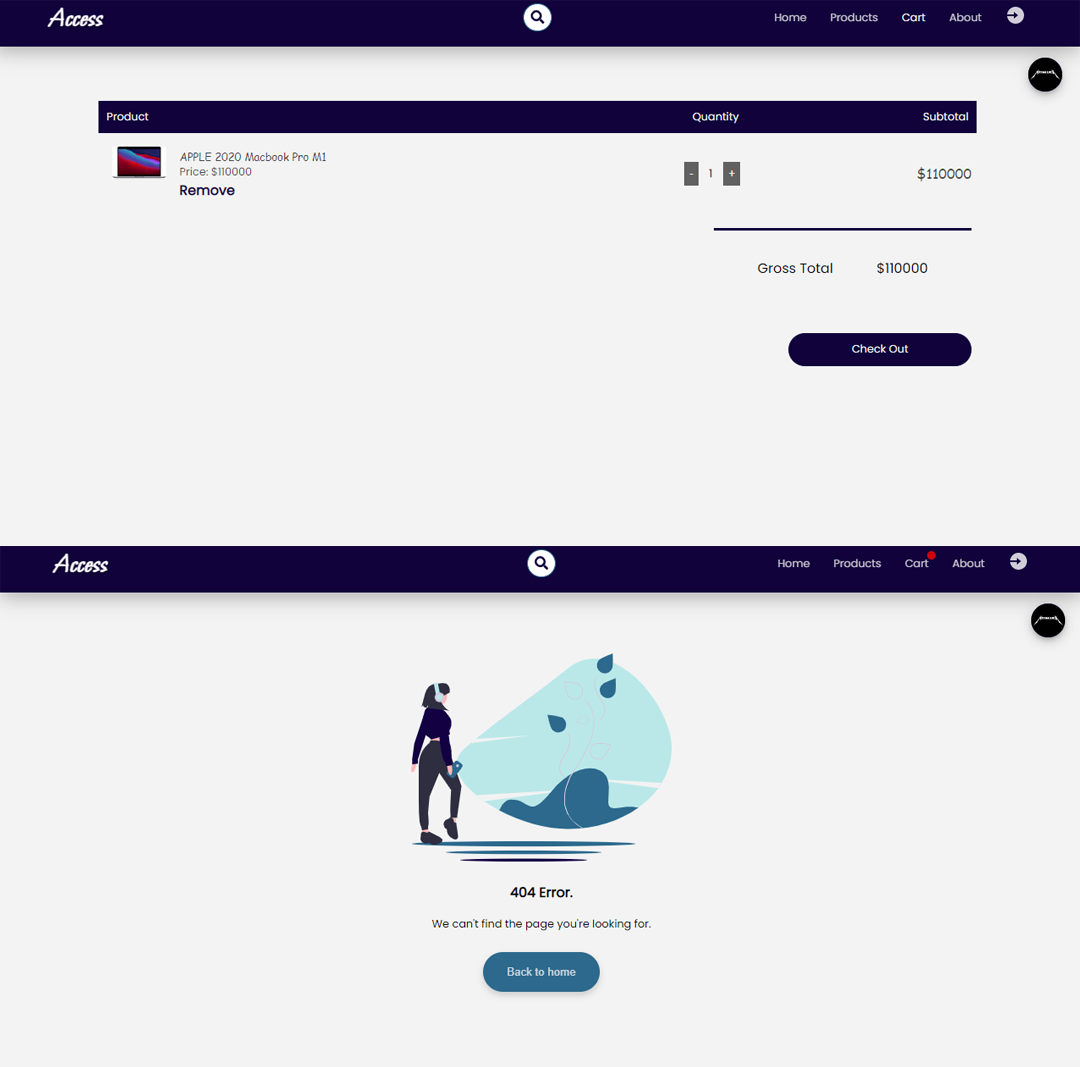 Access
Home Products Cart About
Product Quantity Subtotal
APPLE 2020 Macbook Pro M1
Price: $110000
Remove
- 1 +
$110000
Gross Total $110000
Check Out
Access
Home Products Cart About
404 Error.
We can't find the page you're looking for.
Back to home